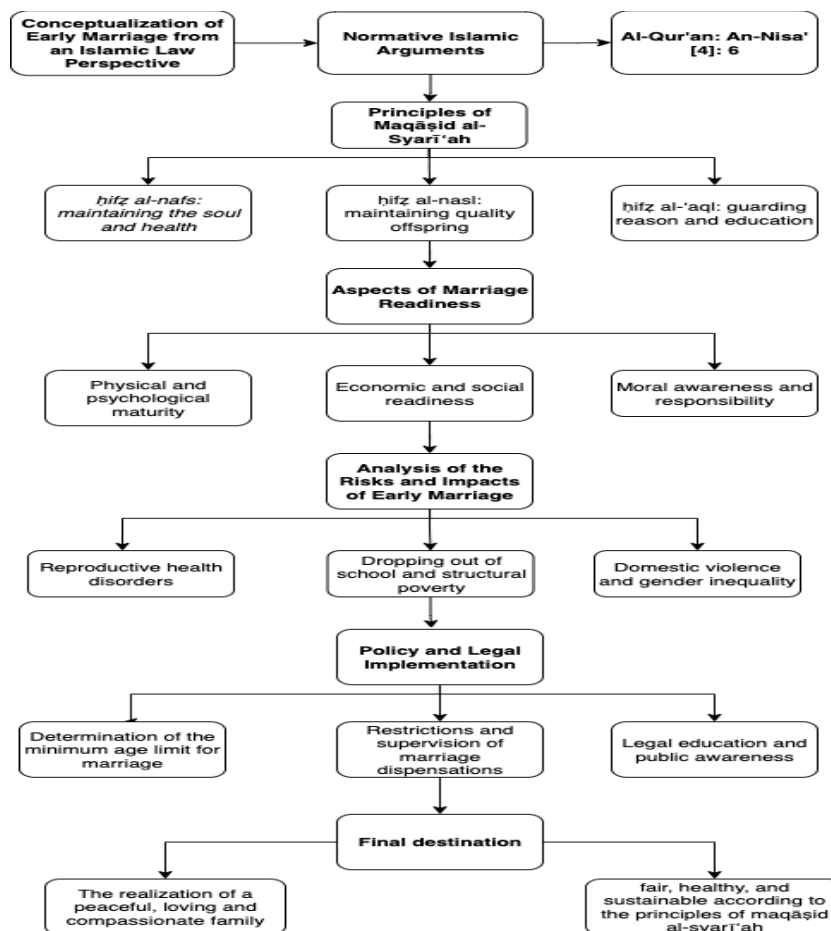 Conceptualization of
Early Marriage from
an Islamic Law
Perspective
Normative Islamic
Arguments
Al-Qur'an: An-Nisa'
[4]: 6
Principles of
Maqāṣid al-
Syarī‘ah
ḥifẓ al-nafs:
maintaining the soul
and health
ḥifẓ al-nasl:
maintaining quality
offspring
ḥifẓ al-‘aql: guarding
reason and education
Aspects of Marriage
Readiness
Physical and
psychological
maturity
Economic and social
readiness
Moral awareness and
responsibility
Analysis of the
Risks and Impacts
of Early Marriage
Reproductive health
disorders
Dropping out of
school and structural
poverty
Domestic violence
and gender inequality
Policy and Legal
Implementation
Determination of the
minimum age limit for
marriage
Restrictions and
supervision of
marriage
dispensations
Legal education and
public awareness
Final destination
The realization of a
peaceful, loving and
compassionate family
fair, healthy, and
sustainable according to
the principles of maqāṣid
al-syarī‘ah